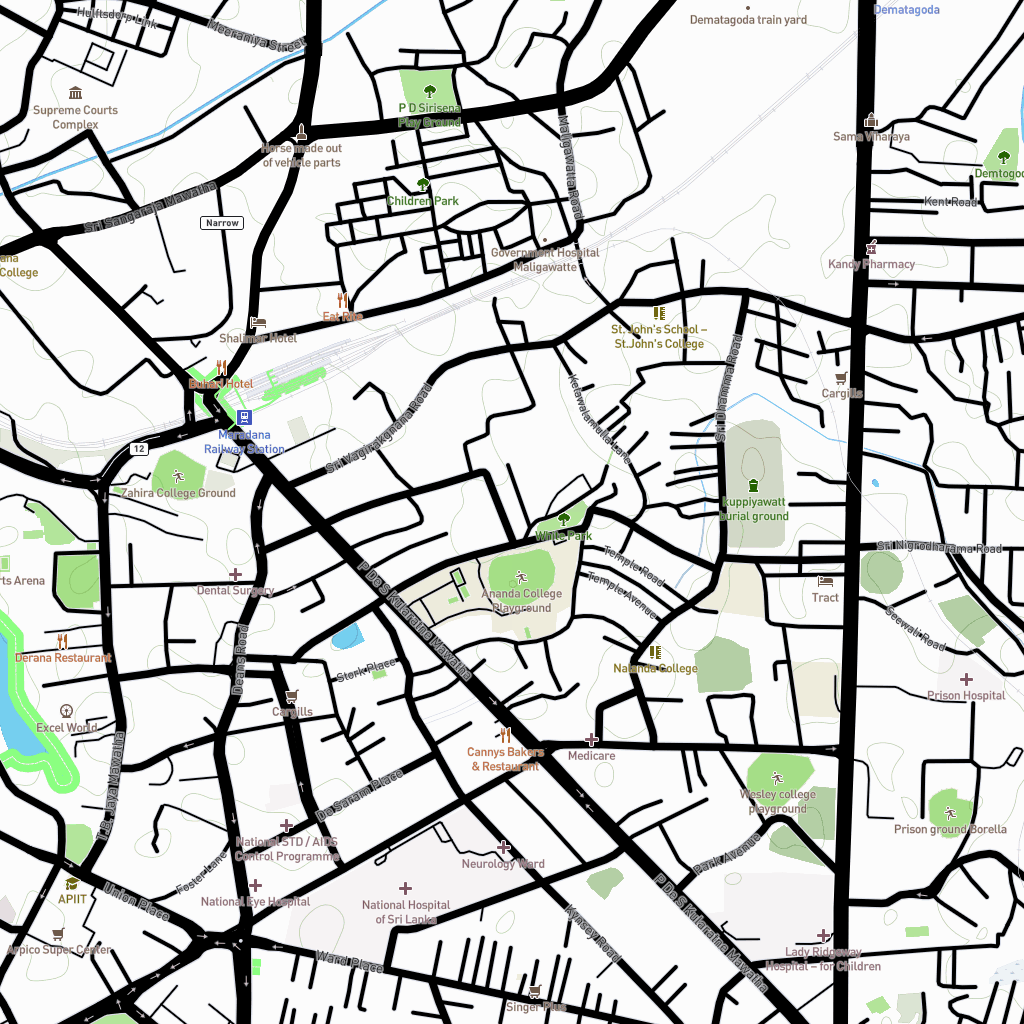 Hulftsdorp Link
Meeraniya Street
Dematagoda train yard
Dematagoda
Supreme Courts
Complex
P D Sirisena
Play Ground
Horse made out
of vehicle parts
Maligawatta Road
Sama Viharaya
Demtogod
Children Park
Kent Road
Sri Sangaraja Mawatha
Narrow
ana
College
Government Hospital
Maligawatte
Kandy Pharmacy
Eat Rite
Shalimar Hotel
St. John's School –
St.John's College
Buhari Hotel
Cargills
Sri Dhamma Road
Kelawalamulla Lane
Sri Vagirakgnana Road
Maradana
Railway Station
12
Zahira College Ground
kuppiyawatt
burial ground
White Park
Sri Nigrodharama Road
rts Arena
Dental Surgery
P De S Kularatne Mawatha
Temple Road
Temple Avenue
Ananda College
Playground
Tract
Seewali Road
Derana Restaurant
Deans Road
Stork Place
Nalanda College
Prison Hospital
Excel World
Cargills
Cannys Bakers
& Restaurant
Medicare
T.B. Jaya Mawatha
De Saram Place
Wesley college
playground
Prison ground Borella
National STD / AIDS
Control Programme
Neurology Ward
Park Avenue
Foster Lane
APIIT
Union Place
National Eye Hospital
National Hospital
of Sri Lanka
P De S Kularatne Mawatha
Arpico Super Center
Kynsey Road
Ward Place
Lady Ridgeway
Hospital – for Children
Singer Plus